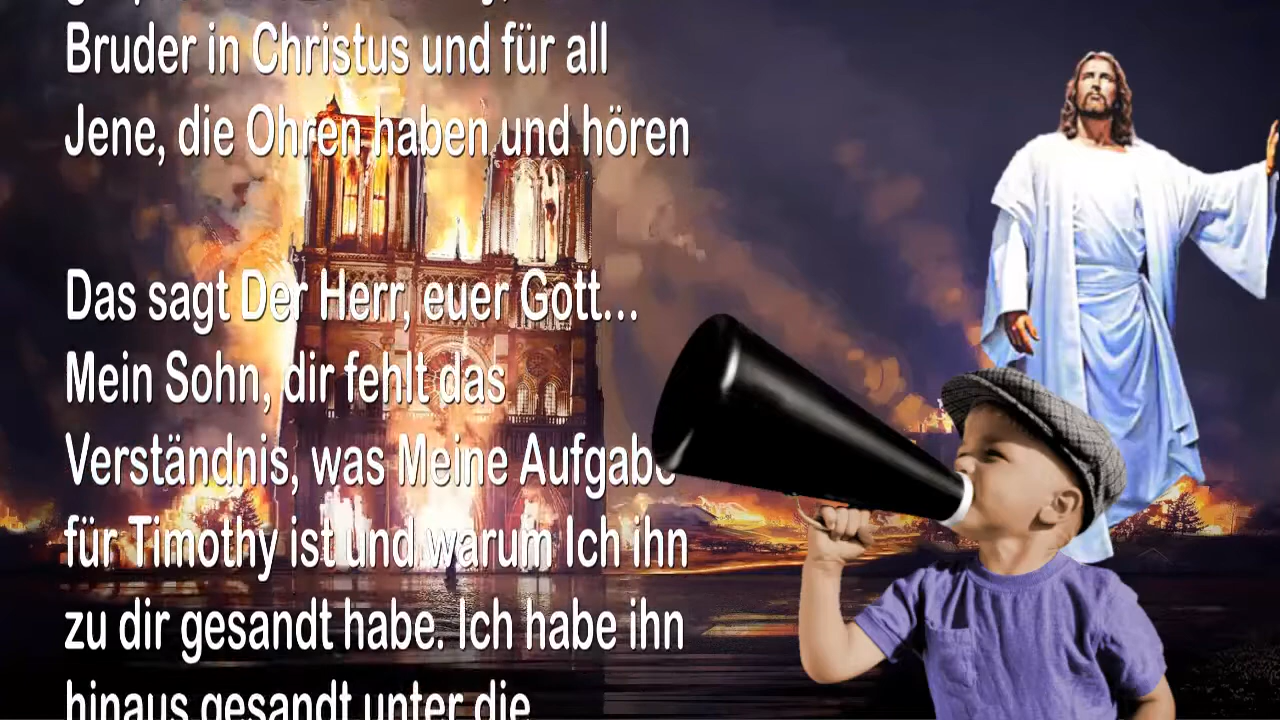 Bruder in Christus und für all
Jene, die Ohren haben und hören
Das sagt Der Herr, euer Gott...
Mein Sohn, dir fehlt das
Verständnis, was Meine Aufgabe
für Timothy ist und warum Ich ihn
zu dir gesandt habe. Ich habe ihn
hinaus gesandt unter die